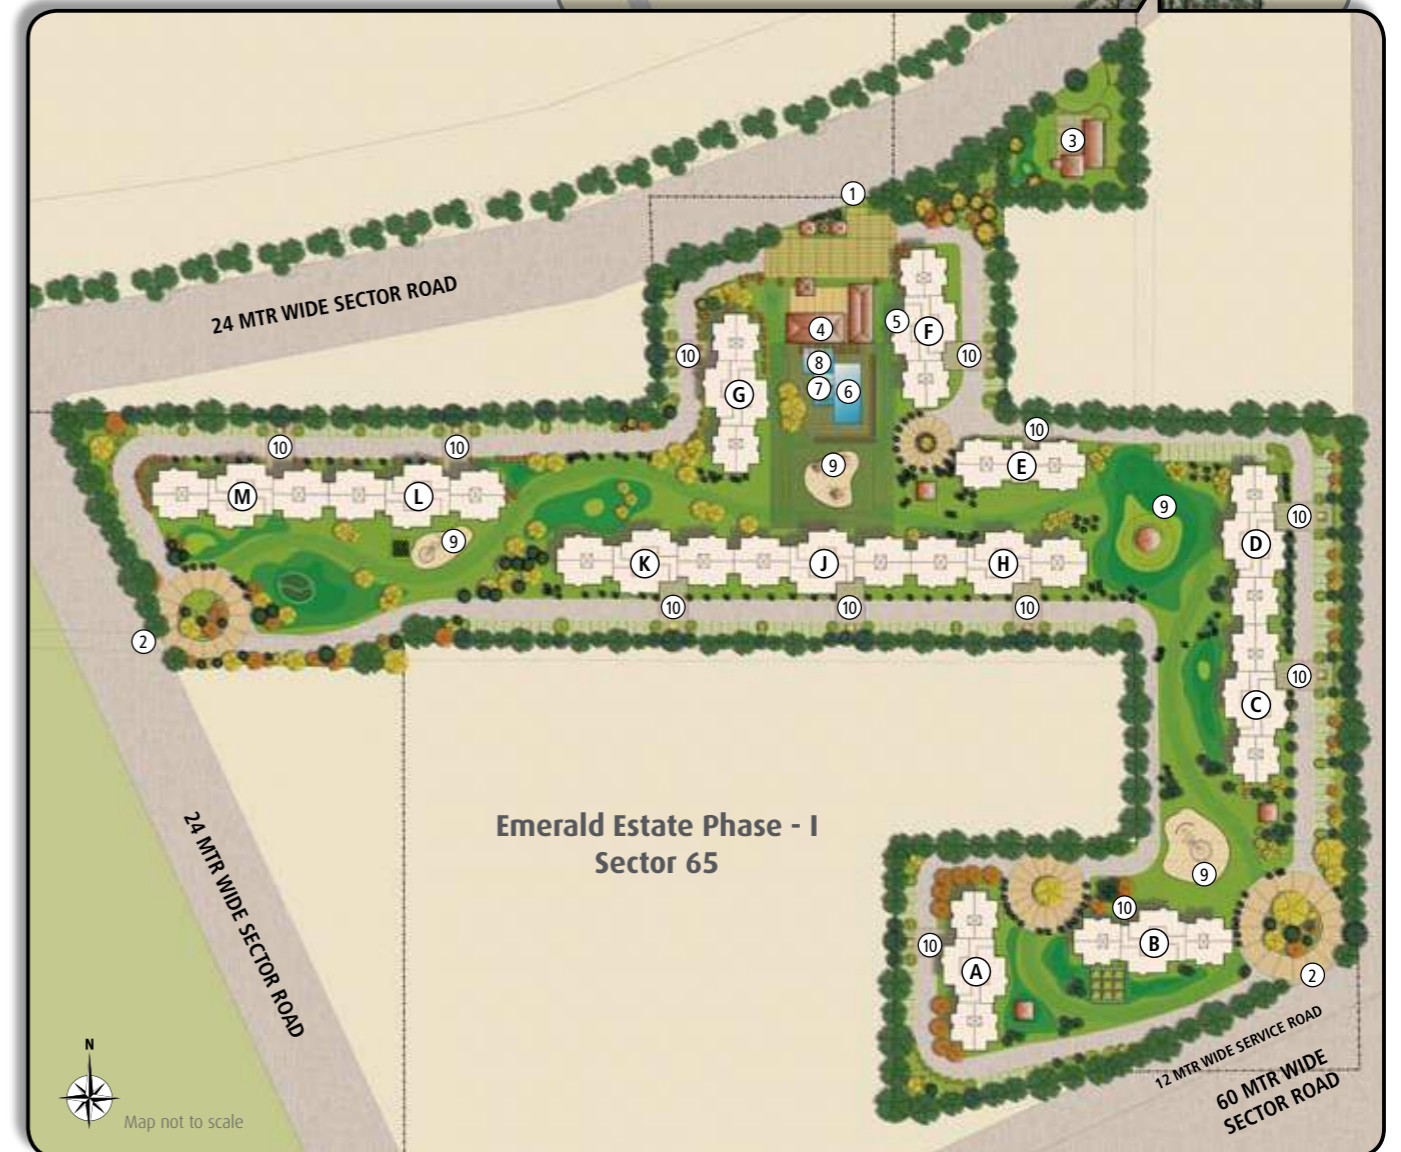 3
1
24 MTR WIDE SECTOR ROAD
4
5
F
10
10
8
7
6
G
10
10
10
E
9
M
L
9
D
10
9
K
J
H
10
10
10
2
10
C
Emerald Estate Phase - I
Sector 65
24 MTR WIDE SECTOR ROAD
9
10
10
B
A
2
12 MTR WIDE SERVICE ROAD
60 MTR WIDE
SECTOR ROAD
N
Map not to scale